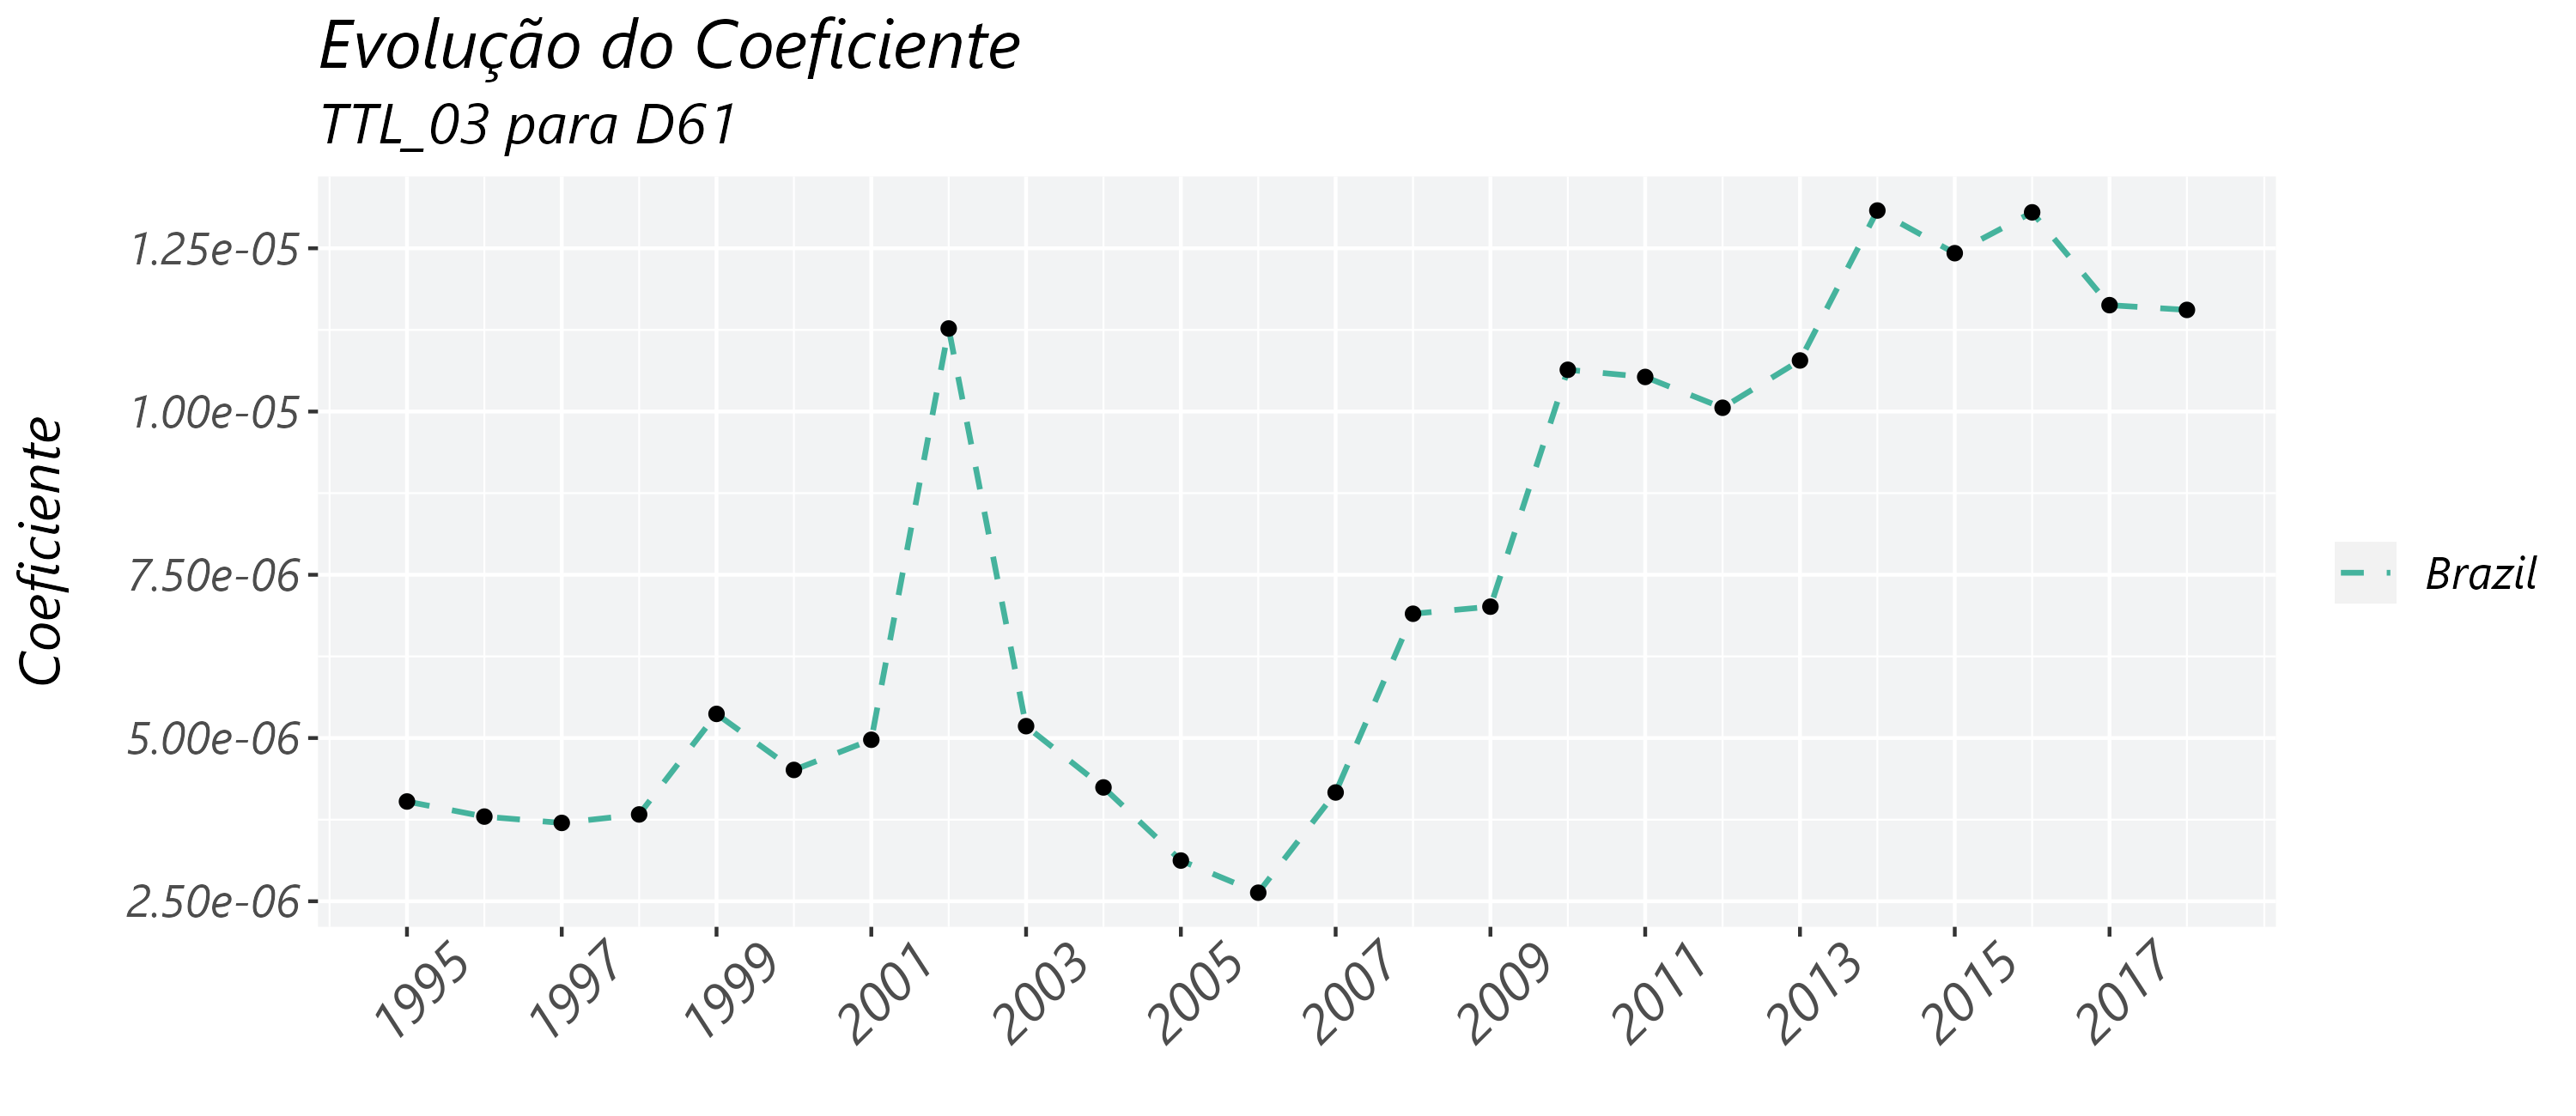 Evolução do Coeficiente
TTL_03 para D61
Coeficiente
1.25e-05
1.00e-05
7.50e-06
5.00e-06
2.50e-06
1995
1997
1999
2001
2003
2005
2007
2009
2011
2013
2015
2017
Brazil